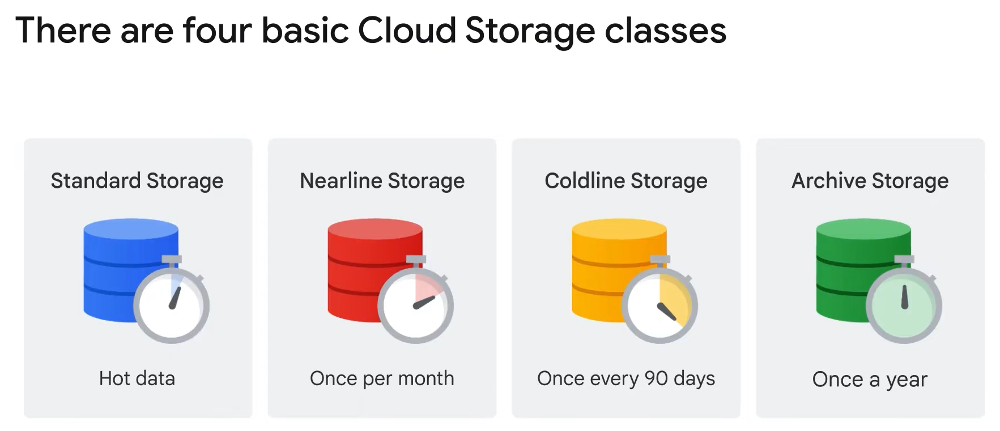 There are four basic Cloud Storage classes
Standard Storage
Hot data
Nearline Storage
Once per month
Coldline Storage
Once every 90 days
Archive Storage
Once a year